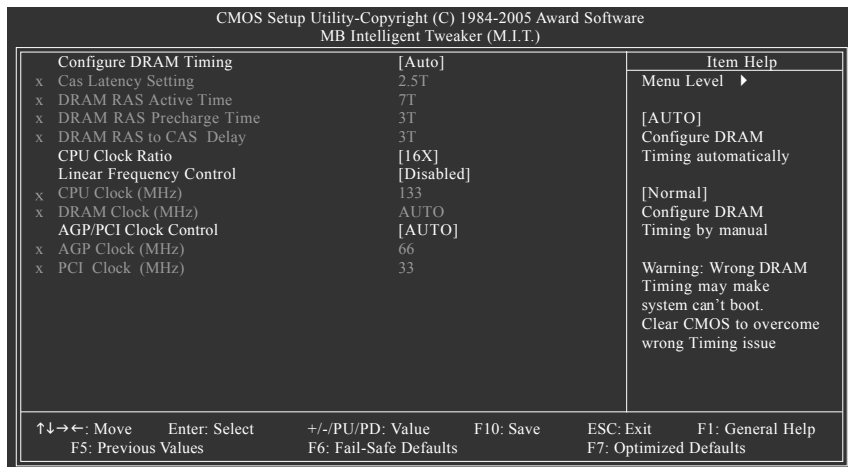 CMOS Setup Utility-Copyright (C) 1984-2005 Award Software
MB Intelligent Tweaker (M.I.T.)
Configure DRAM Timing [Auto]
x Cas Latency Setting 2.5T
x DRAM RAS Active Time 7T
x DRAM RAS Precharge Time 3T
x DRAM RAS to CAS Delay 3T
CPU Clock Ratio [16X]
Linear Frequency Control [Disabled]
x CPU Clock (MHz) 133
x DRAM Clock (MHz) AUTO
AGP/PCI Clock Control [AUTO]
x AGP Clock (MHz) 66
x PCI Clock (MHz) 33
Item Help
Menu Level ▶
[AUTO]
Configure DRAM
Timing automatically
[Normal]
Configure DRAM
Timing by manual
Warning: Wrong DRAM
Timing may make
system can’t boot.
Clear CMOS to overcome
wrong Timing issue
↑↓→←: Move Enter: Select +/-/PU/PD: Value F10: Save ESC: Exit F1: General Help
F5: Previous Values F6: Fail-Safe Defaults F7: Optimized Defaults